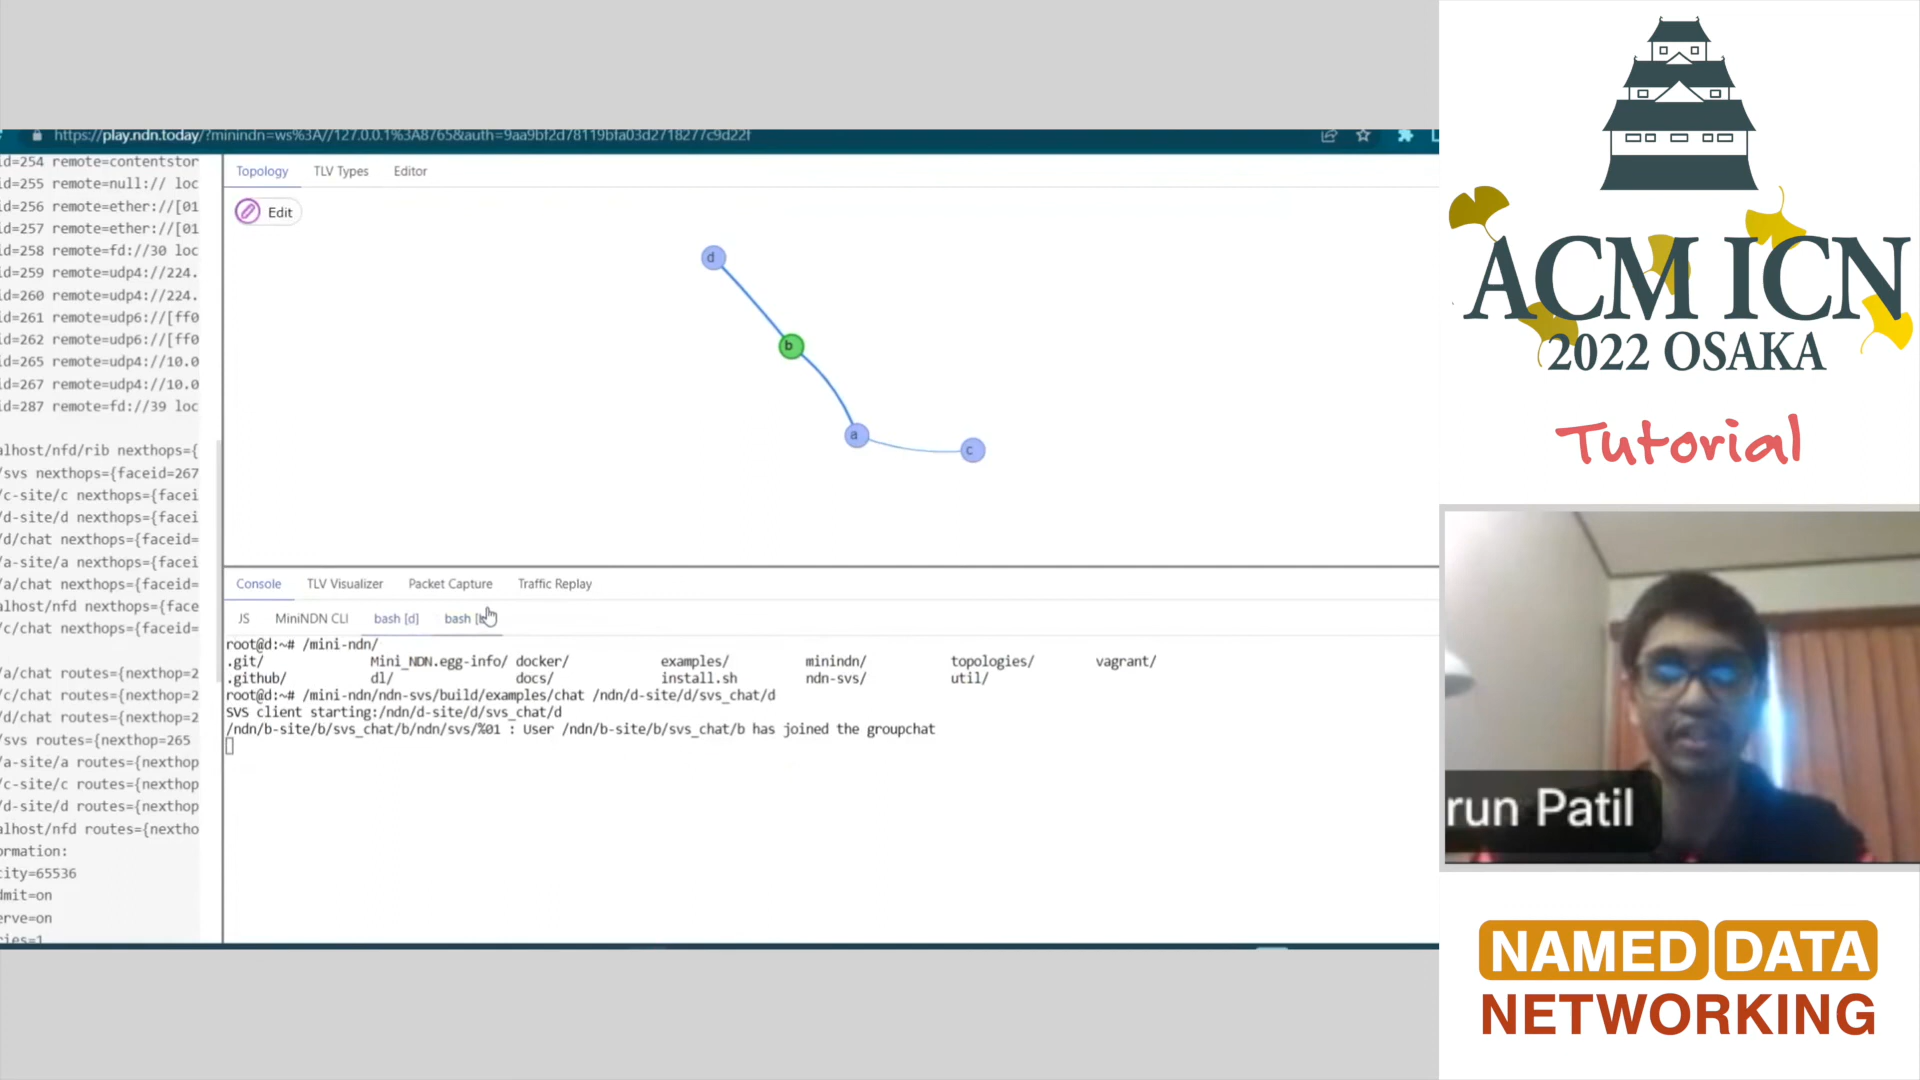 https://play.ndn.today/?minindn=ws%3A//127.0.0.1%3A8765&auth=9aa9bf2d78119bfa03d2718277c9d22f
id=254 remote=contentstor
id=255 remote=null:// loc
id=256 remote=ether://[01
id=257 remote=ether://[01
id=258 remote=fd://30 loc
id=259 remote=udp4://224.
id=260 remote=udp4://224.
id=261 remote=udp6://[ff0
id=262 remote=udp6://[ff0
id=265 remote=udp4://10.0
id=267 remote=udp4://10.0
id=287 remote=fd://39 loc
alhost/nfd/rib nexthops={
/svs nexthops={faceid=267
/c-site/c nexthops={facei
/d-site/d nexthops={facei
/d/chat nexthops={faceid=
/a-site/a nexthops={facei
/a/chat nexthops={faceid=
alhost/nfd nexthops={face
/c/chat nexthops={faceid=
/a/chat routes={nexthop=2
/c/chat routes={nexthop=2
/d/chat routes={nexthop=2
/svs routes={nexthop=265
/a-site/a routes={nexthop
/c-site/c routes={nexthop
/d-site/d routes={nexthop
alhost/nfd routes={nextho
ormation:
city=65536
dmit=on
erve=on
ries=1
Topology TLV Types Editor
Edit
d
b
a
c
Console TLV Visualizer Packet Capture Traffic Replay
JS MiniNDN CLI bash [d] bash
root@d:~# /mini-ndn/
.git/ Mini_NDN.egg-info/ docker/ examples/ minindn/ topologies/ vagrant/
.github/ dl/ docs/ install.sh ndn-svs/ util/
root@d:~# /mini-ndn/ndn-svs/build/examples/chat /ndn/d-site/d/svs_chat/d
SVS client starting:/ndn/d-site/d/svs_chat/d
/ndn/b-site/b/svs_chat/b/ndn/svs/%01 : User /ndn/b-site/b/svs_chat/b has joined the groupchat
ACM ICN
2022 OSAKA
Tutorial
run Patil
NAMED DATA
NETWORKING